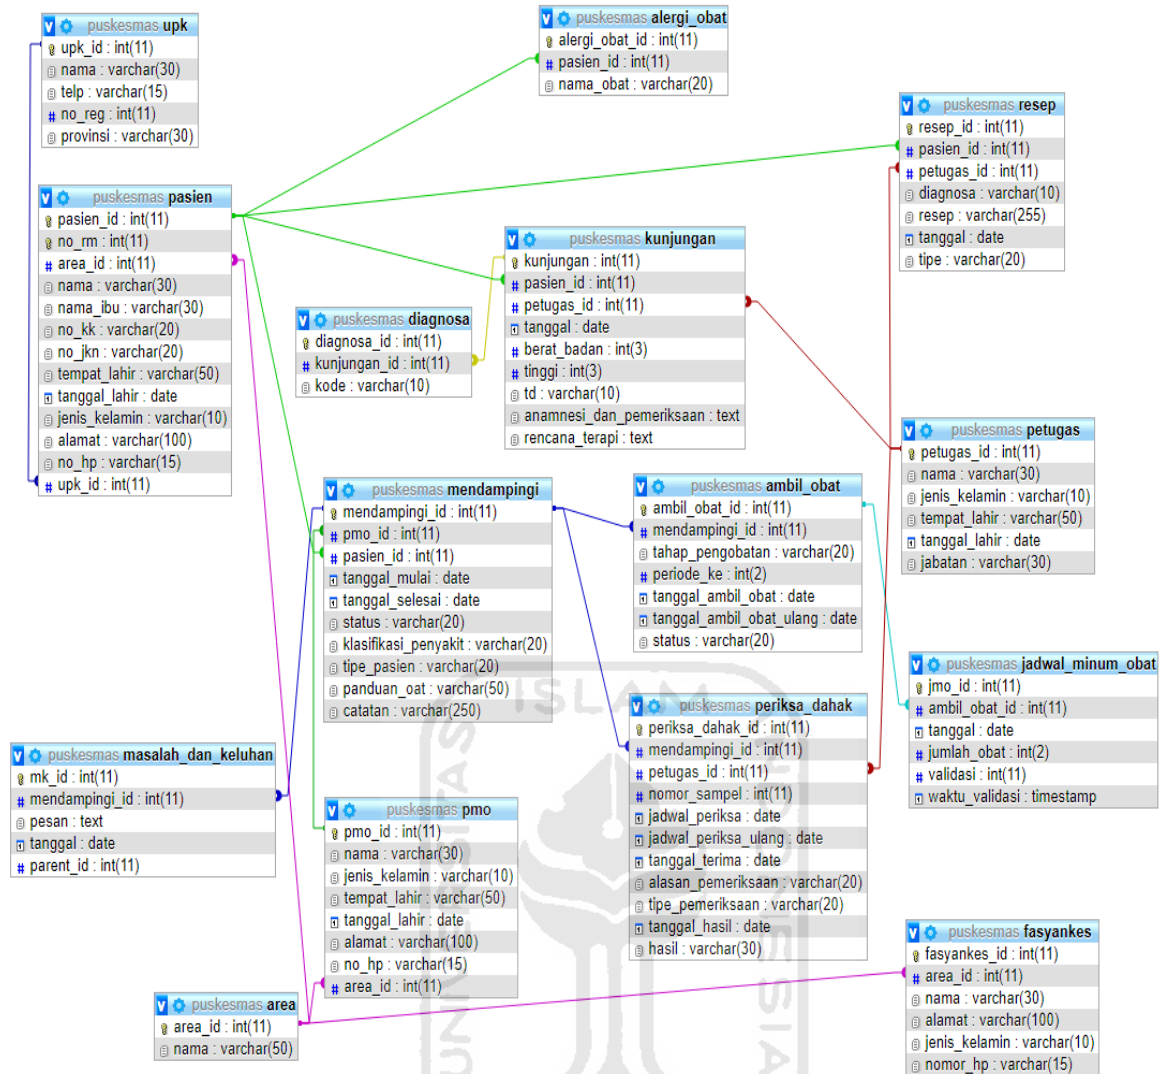 puskesmas upk
upk_id : int(11)
nama : varchar(30)
telp : varchar(15)
no_reg : int(11)
provinsi : varchar(30)
puskesmas alergi_obat
alergi_obat_id : int(11)
pasien_id : int(11)
nama_obat : varchar(20)
puskesmas resep
resep_id : int(11)
pasien_id : int(11)
petugas_id : int(11)
diagnosa : varchar(10)
resep : varchar(255)
tanggal : date
tipe : varchar(20)
puskesmas pasien
pasien_id : int(11)
no_rm : int(11)
area_id : int(11)
nama : varchar(30)
nama_ibu : varchar(30)
no_kk : varchar(20)
no_jkn : varchar(20)
tempat_lahir : varchar(50)
tanggal_lahir : date
jenis_kelamin : varchar(10)
alamat : varchar(100)
no_hp : varchar(15)
upk_id : int(11)
puskesmas kunjungan
kunjungan : int(11)
pasien_id : int(11)
petugas_id : int(11)
tanggal : date
berat_badan : int(3)
tinggi : int(3)
td : varchar(10)
anamnesi_dan_pemeriksaan : text
rencana_terapi : text
puskesmas diagnosa
diagnosa_id : int(11)
kunjungan_id : int(11)
kode : varchar(10)
puskesmas petugas
petugas_id : int(11)
nama : varchar(30)
jenis_kelamin : varchar(10)
tempat_lahir : varchar(50)
tanggal_lahir : date
jabatan : varchar(30)
puskesmas mendampingi
mendampingi_id : int(11)
pmo_id : int(11)
pasien_id : int(11)
tanggal_mulai : date
tanggal_selesai : date
status : varchar(20)
klasifikasi_penyakit : varchar(20)
tipe_pasien : varchar(20)
panduan_oat : varchar(50)
catatan : varchar(250)
puskesmas ambil_obat
ambil_obat_id : int(11)
mendampingi_id : int(11)
tahap_pengobatan : varchar(20)
periode_ke : int(2)
tanggal_ambil_obat : date
tanggal_ambil_obat_ulang : date
status : varchar(20)
puskesmas jadwal_minum_obat
jmo_id : int(11)
ambil_obat_id : int(11)
tanggal : date
jumlah_obat : int(2)
validasi : int(11)
waktu_validasi : timestamp
puskesmas periksa_dahak
periksa_dahak_id : int(11)
mendampingi_id : int(11)
petugas_id : int(11)
nomor_sampel : int(11)
jadwal_periksa : date
jadwal_periksa_ulang : date
tanggal_terima : date
alasan_pemeriksaan : varchar(20)
tipe_pemeriksaan : varchar(20)
tanggal_hasil : date
hasil : varchar(30)
puskesmas masalah_dan_keluhan
mk_id : int(11)
mendampingi_id : int(11)
pesan : text
tanggal : date
parent_id : int(11)
puskesmas pmo
pmo_id : int(11)
nama : varchar(30)
jenis_kelamin : varchar(10)
tempat_lahir : varchar(50)
tanggal_lahir : date
alamat : varchar(100)
no_hp : varchar(15)
area_id : int(11)
puskesmas area
area_id : int(11)
nama : varchar(50)
puskesmas fasyankes
fasyankes_id : int(11)
area_id : int(11)
nama : varchar(30)
alamat : varchar(100)
jenis_kelamin : varchar(10)
nomor_hp : varchar(15)
ISLAM